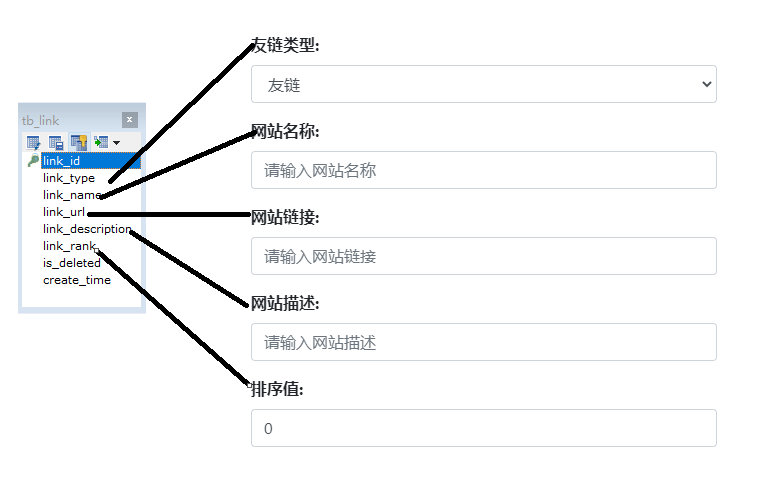 tb_link
link_id
link_type
link_name
link_url
link_description
link_rank
is_deleted
create_time
友链类型:
友链
网站名称:
请输入网站名称
网站链接:
请输入网站链接
网站描述:
请输入网站描述
排序值:
0